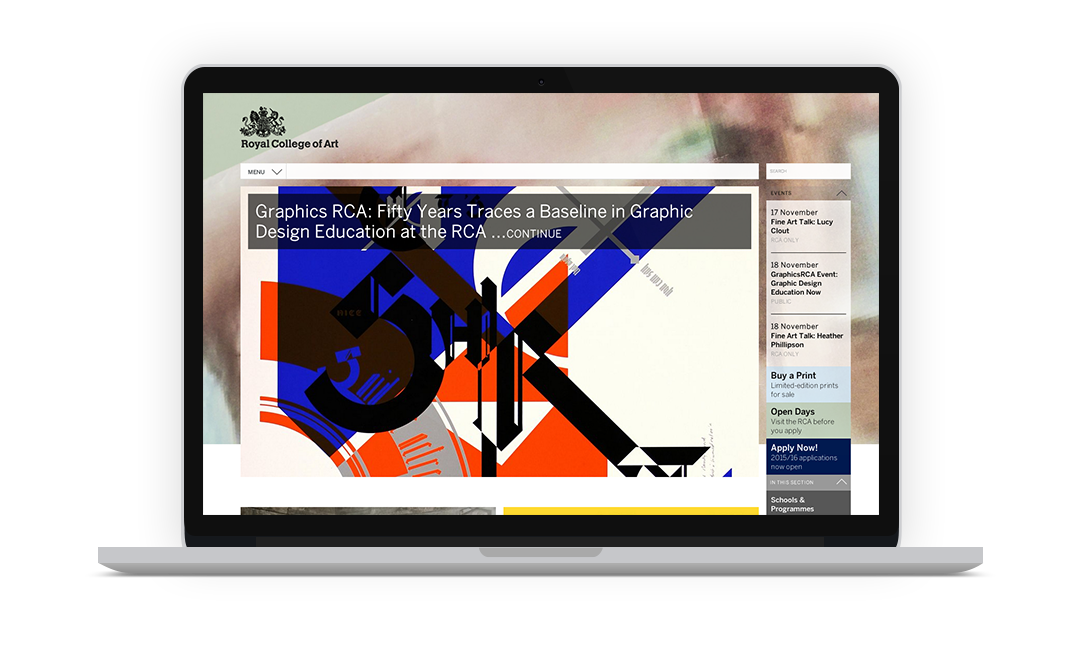 Royal College of Art
MENU
SEARCH
Graphics RCA: Fifty Years Traces a Baseline in Graphic
Design Education at the RCA ...CONTINUE
EVENTS
17 November
Fine Art Talk: Lucy
Clout
RCA ONLY
18 November
GraphicsRCA Event:
Graphic Design
Education Now
PUBLIC
18 November
Fine Art Talk: Heather
Phillipson
RCA ONLY
Buy a Print
Limited-edition prints
for sale
Open Days
Visit the RCA before
you apply
Apply Now!
2015/16 applications
now open
IN THIS SECTION
Schools &
Programmes